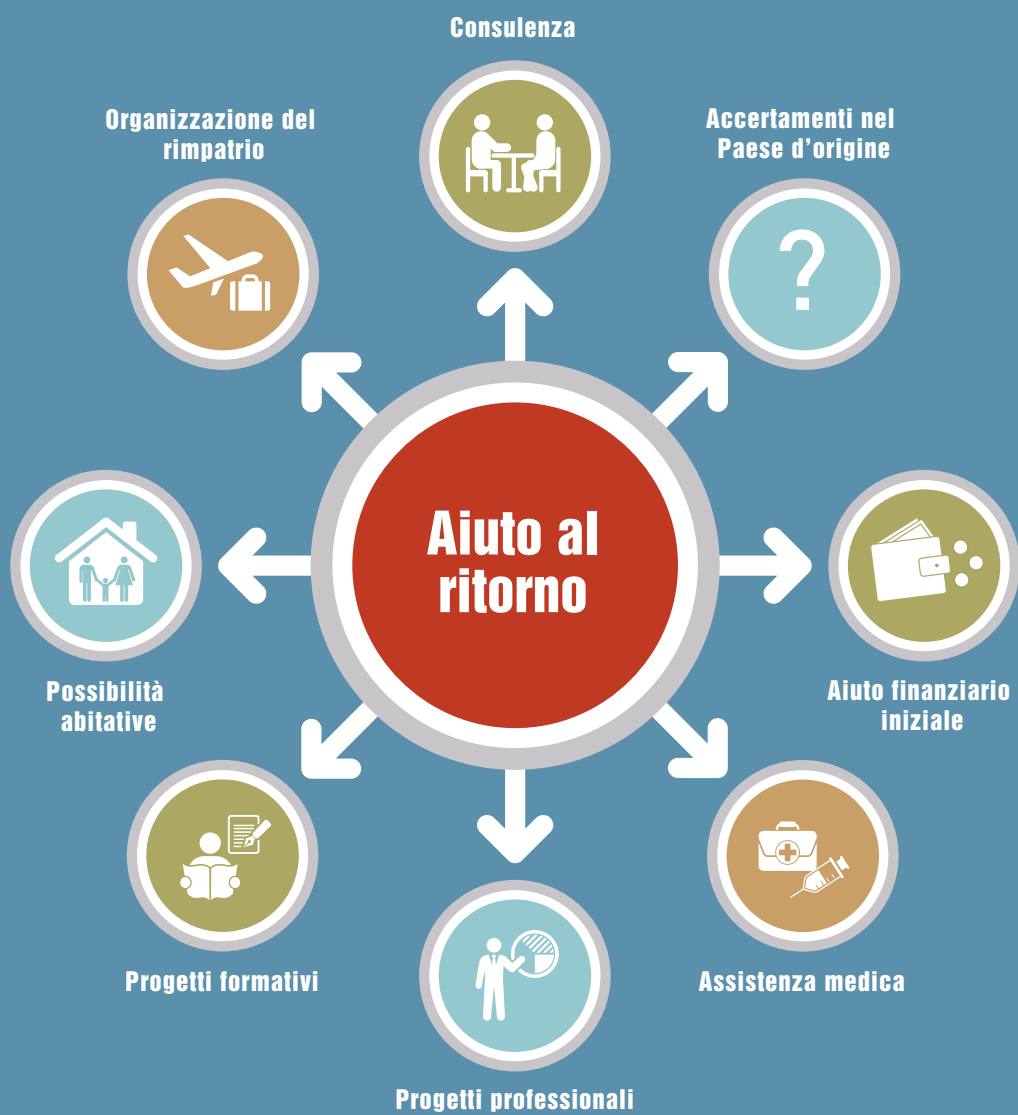 Consulenza
Organizzazione del
rimpatrio
Accertamenti nel
Paese d’origine
Aiuto al
ritorno
Possibilità
abitative
Aiuto finanziario
iniziale
Progetti formativi
Assistenza medica
Progetti professionali